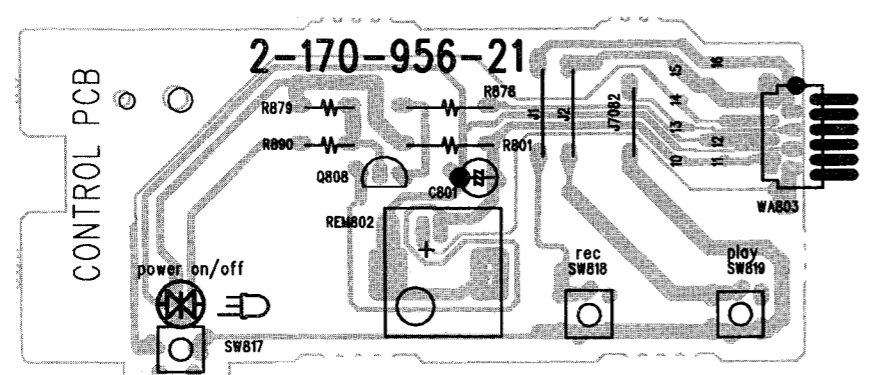 2-170-956-21
CONTROL PCB
R879
R878
R890
R801
Q808
C801
REM802
J1
J2
J7082
15
16
14
13
12
10
11
WA803
power on/off
SW817
rec
SW818
play
SW819
+